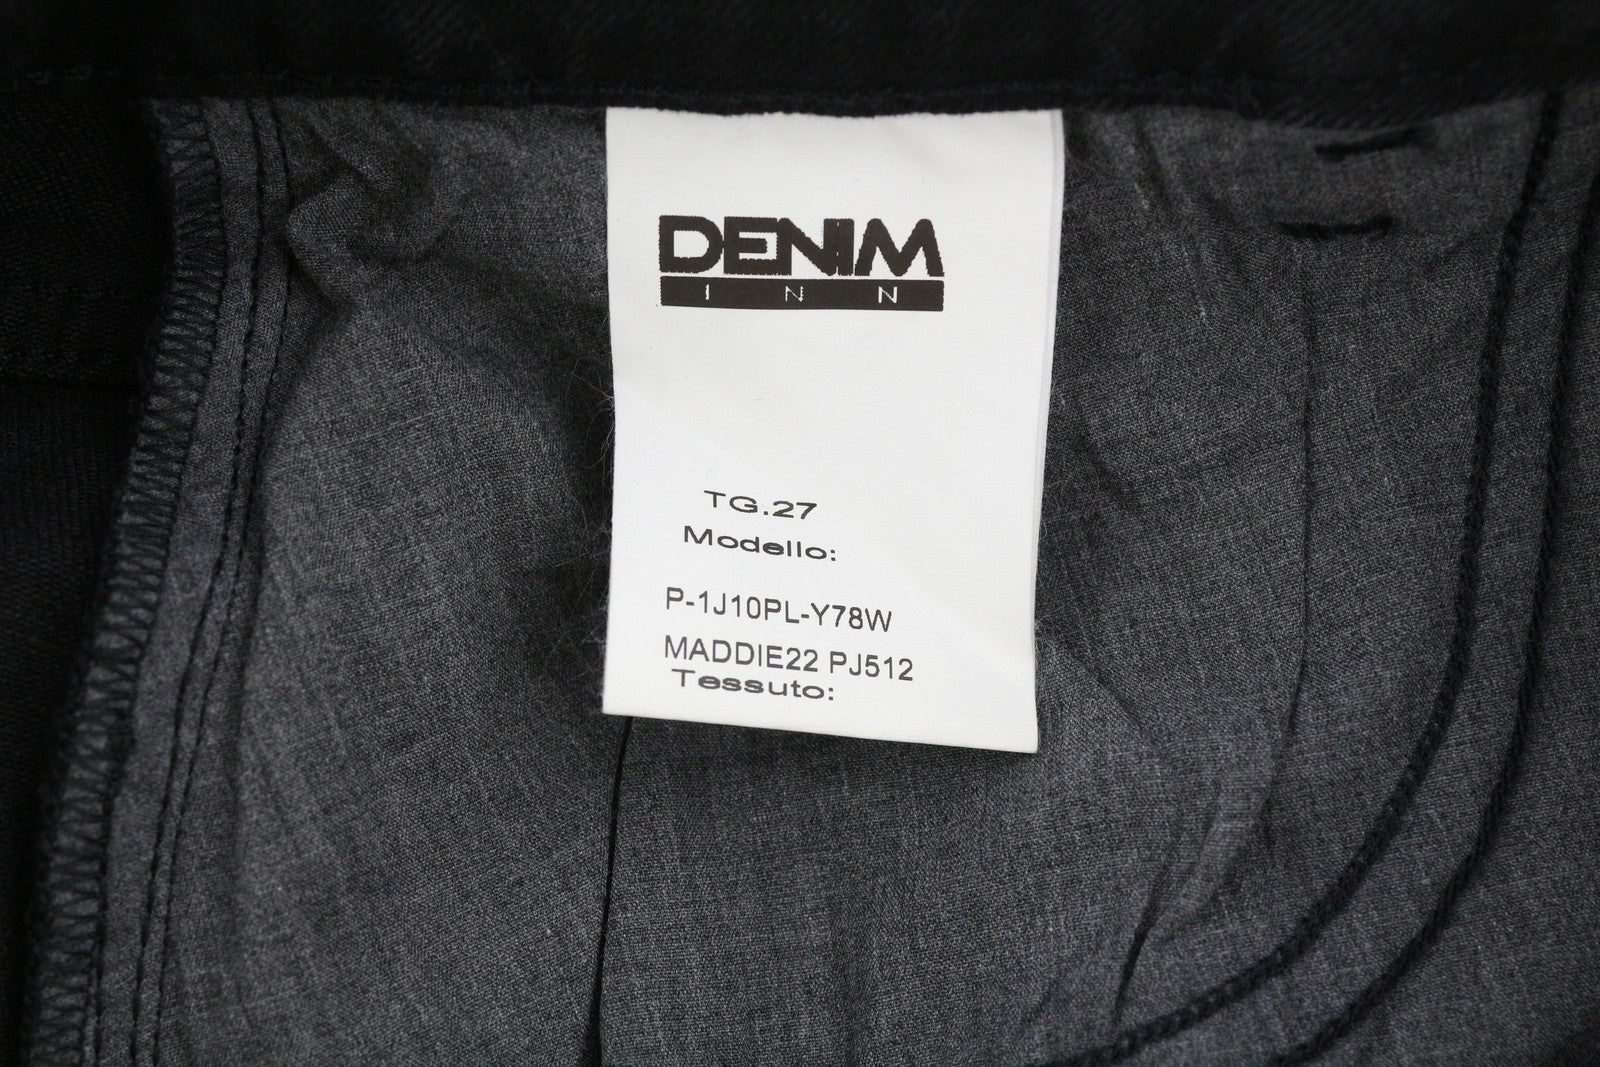 DENIM
INN
TG.27
Modello:
P-1J10PL-Y78W
MADDIE22 PJ512
Tessuto: